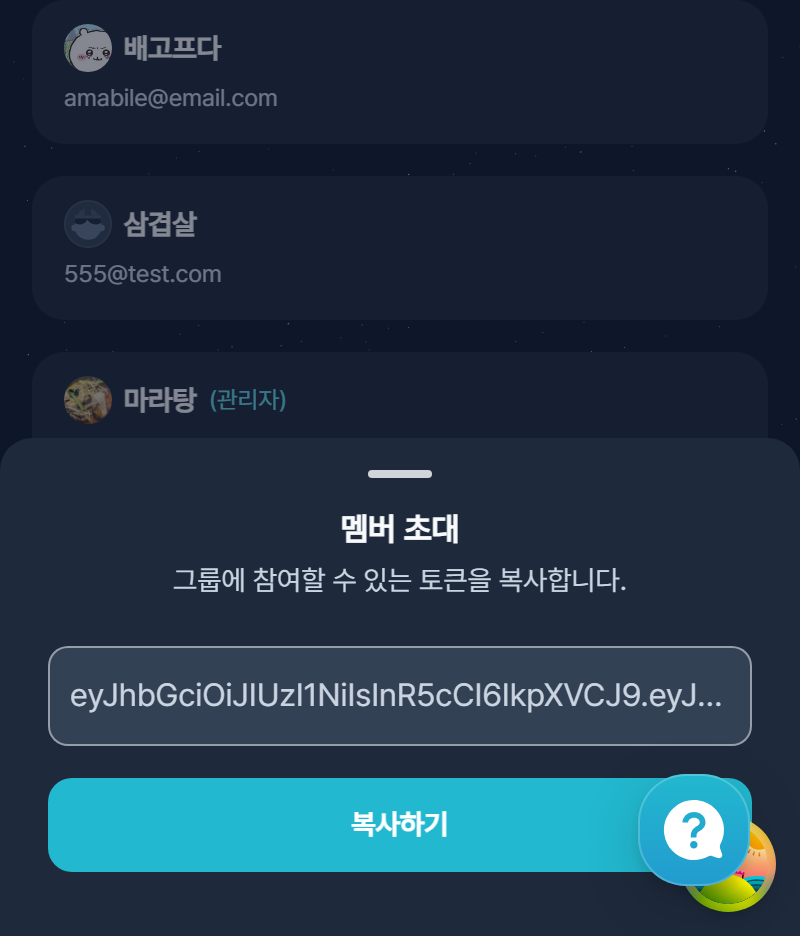 배고프다
amabile@email.com
삼겹살
555@test.com
마라탕 (관리자)
멤버 초대
그룹에 참여할 수 있는 토큰을 복사합니다.
eyJhbGciOiJIUzI1NiIsInR5cCI6IkpXVCJ9.eyJ...
복사하기
?